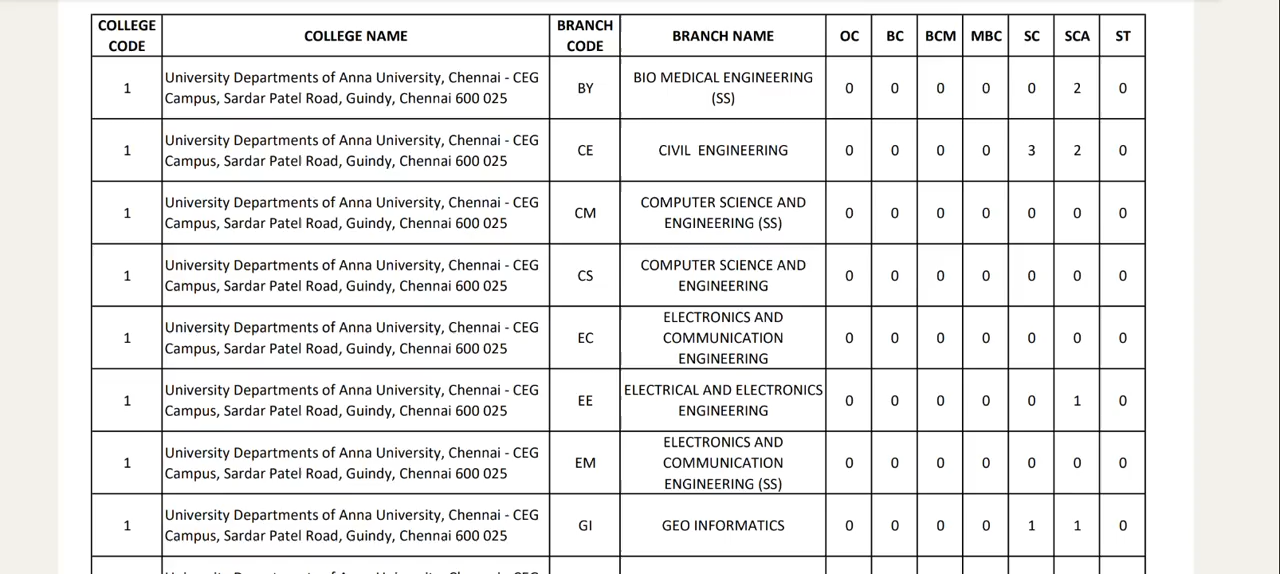 COLLEGE CODE COLLEGE NAME BRANCH CODE BRANCH NAME OC BC BCM MBC SC SCA ST
1 University Departments of Anna University, Chennai - CEG Campus, Sardar Patel Road, Guindy, Chennai 600 025 BY BIO MEDICAL ENGINEERING (SS) 0 0 0 0 0 2 0
1 University Departments of Anna University, Chennai - CEG Campus, Sardar Patel Road, Guindy, Chennai 600 025 CE CIVIL ENGINEERING 0 0 0 0 3 2 0
1 University Departments of Anna University, Chennai - CEG Campus, Sardar Patel Road, Guindy, Chennai 600 025 CM COMPUTER SCIENCE AND ENGINEERING (SS) 0 0 0 0 0 0 0
1 University Departments of Anna University, Chennai - CEG Campus, Sardar Patel Road, Guindy, Chennai 600 025 CS COMPUTER SCIENCE AND ENGINEERING 0 0 0 0 0 0 0
1 University Departments of Anna University, Chennai - CEG Campus, Sardar Patel Road, Guindy, Chennai 600 025 EC ELECTRONICS AND COMMUNICATION ENGINEERING 0 0 0 0 0 0 0
1 University Departments of Anna University, Chennai - CEG Campus, Sardar Patel Road, Guindy, Chennai 600 025 EE ELECTRICAL AND ELECTRONICS ENGINEERING 0 0 0 0 0 1 0
1 University Departments of Anna University, Chennai - CEG Campus, Sardar Patel Road, Guindy, Chennai 600 025 EM ELECTRONICS AND COMMUNICATION ENGINEERING (SS) 0 0 0 0 0 0 0
1 University Departments of Anna University, Chennai - CEG Campus, Sardar Patel Road, Guindy, Chennai 600 025 GI GEO INFORMATICS 0 0 0 0 1 1 0